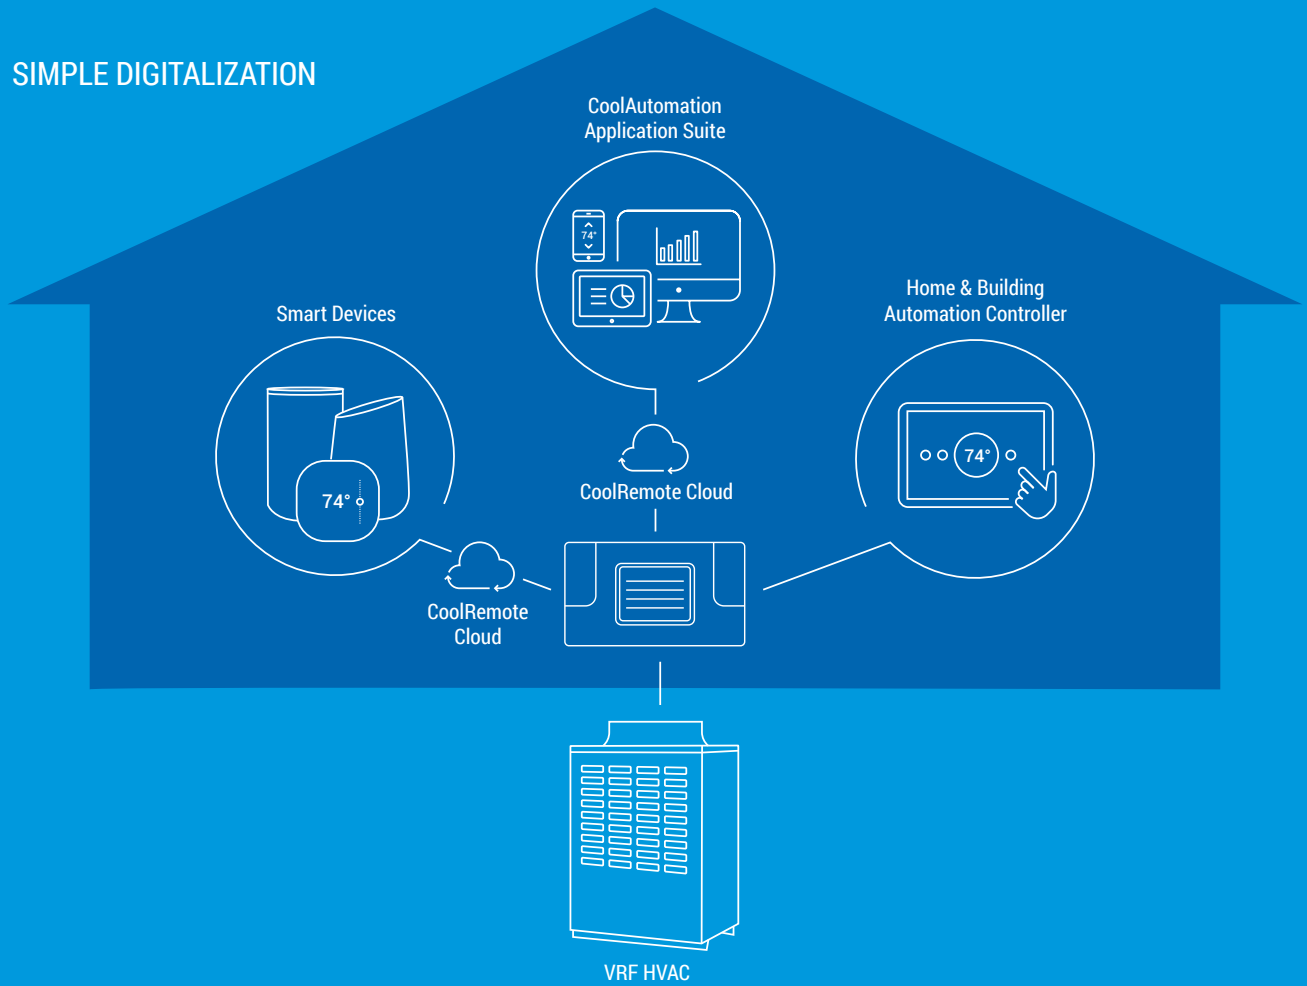 SIMPLE DIGITALIZATION
CoolAutomation
Application Suite
74°
Smart Devices
74°
Home & Building
Automation Controller
74°
CoolRemote Cloud
CoolRemote
Cloud
VRF HVAC